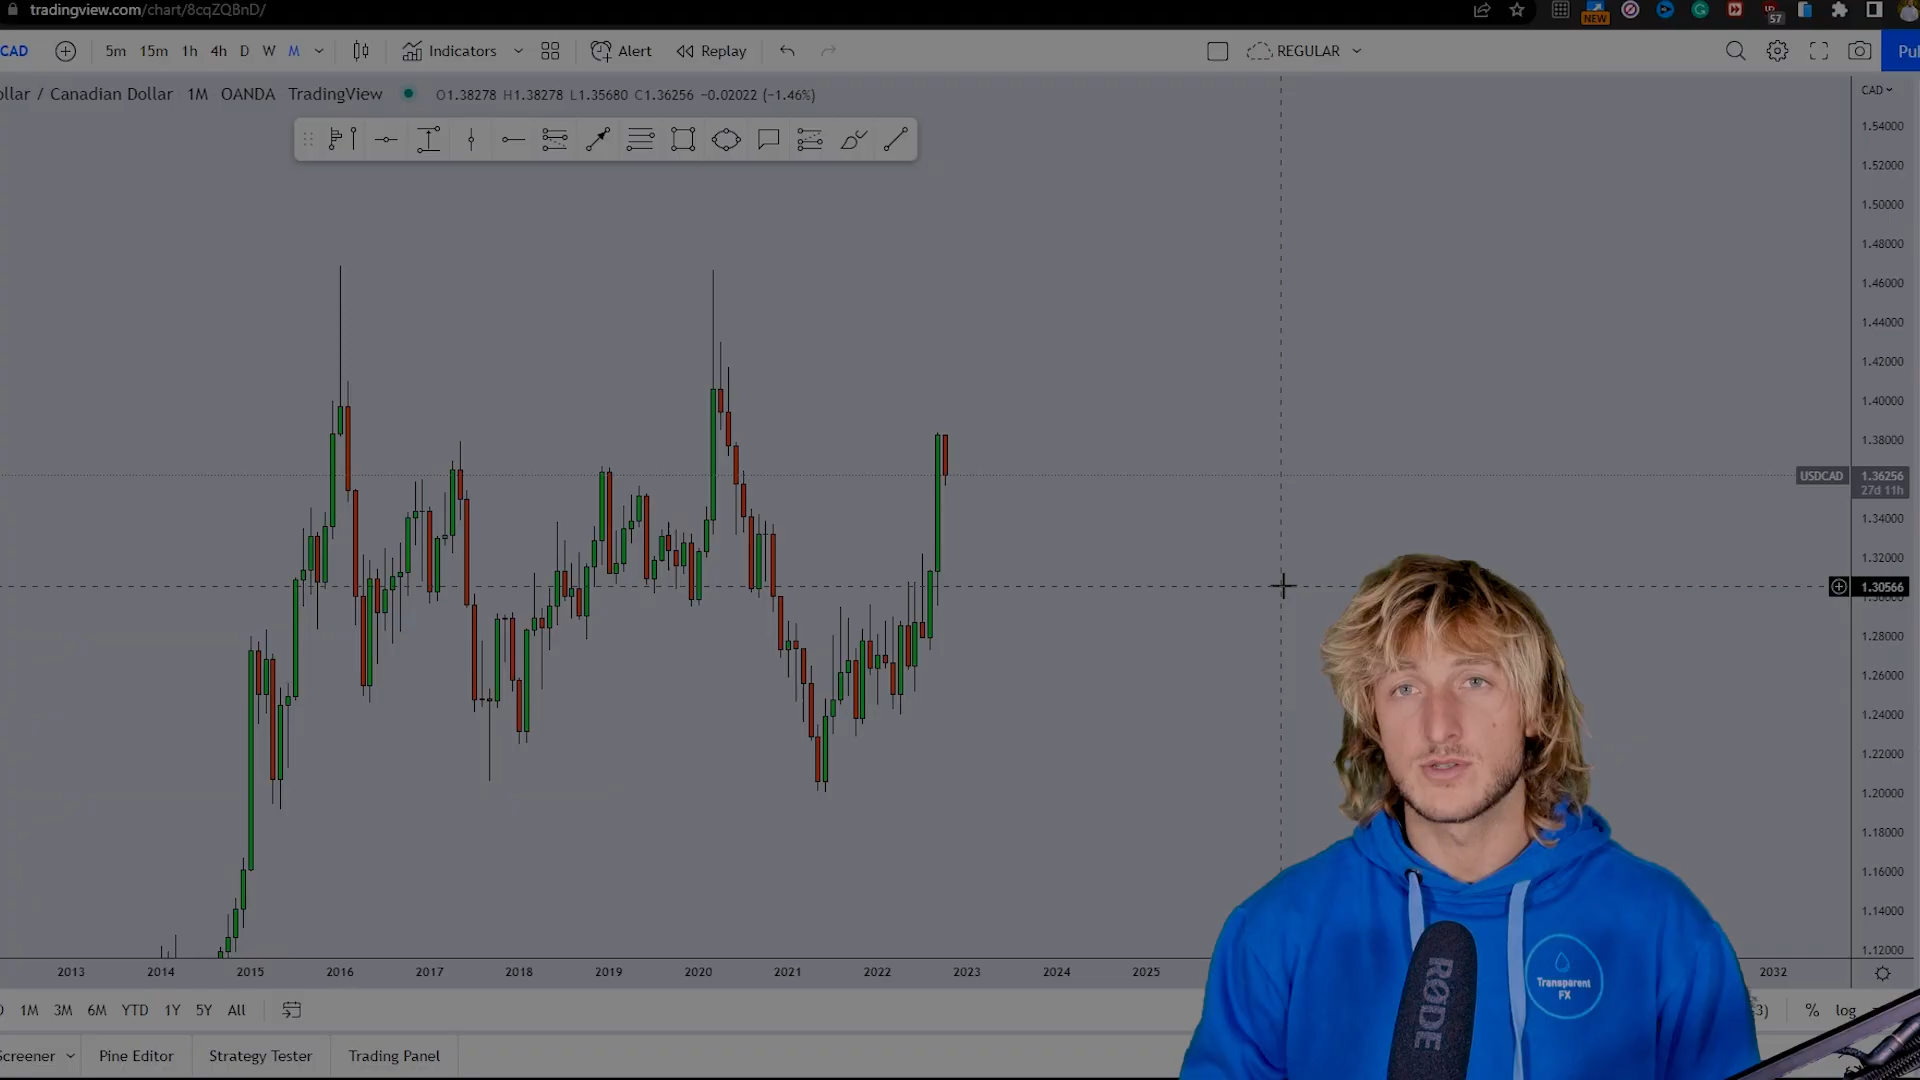 tradingview.com/chart/8cqZQBnD/
NEW
57
CAD
5m 15m 1h 4h D W M
Indicators
Alert
Replay
REGULAR
ollar / Canadian Dollar 1M OANDA TradingView
O1.38278 H1.38278 L1.35680 C1.36256 −0.02022 (−1.46%)
CAD
1.54000
1.52000
1.50000
1.48000
1.46000
1.44000
1.42000
1.40000
1.38000
USDCAD 1.36256
27d 11h
1.34000
1.32000
1.30566
1.28000
1.26000
1.24000
1.22000
1.20000
1.18000
1.16000
1.14000
1.12000
2013 2014 2015 2016 2017 2018 2019 2020 2021 2022 2023 2024 2025 2032
1M 3M 6M YTD 1Y 5Y All
% log
Screener Pine Editor Strategy Tester Trading Panel
RØDE
Transparent
FX